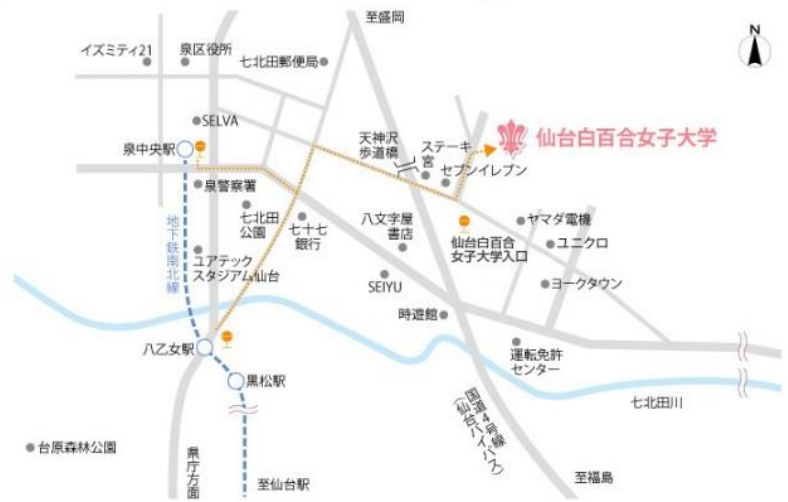 至盛岡
N
イズミティ21
泉区役所
七北田郵便局
SELVA
天神沢
歩道橋
ステーキ
宮
セブンイレブン
仙台白百合女子大学
泉中央駅
泉警察署
七北田
公園
七十七
銀行
八文字屋
書店
仙台白百合
女子大学入口
ヤマダ電機
ユニクロ
地下鉄南北線
ユアテック
スタジアム仙台
SEIYU
ヨークタウン
時遊館
八乙女駅
運転免許
センター
黒松駅
国道4号線
(仙台バイパス)
七北田川
台原森林公園
県庁方面
至仙台駅
至福島